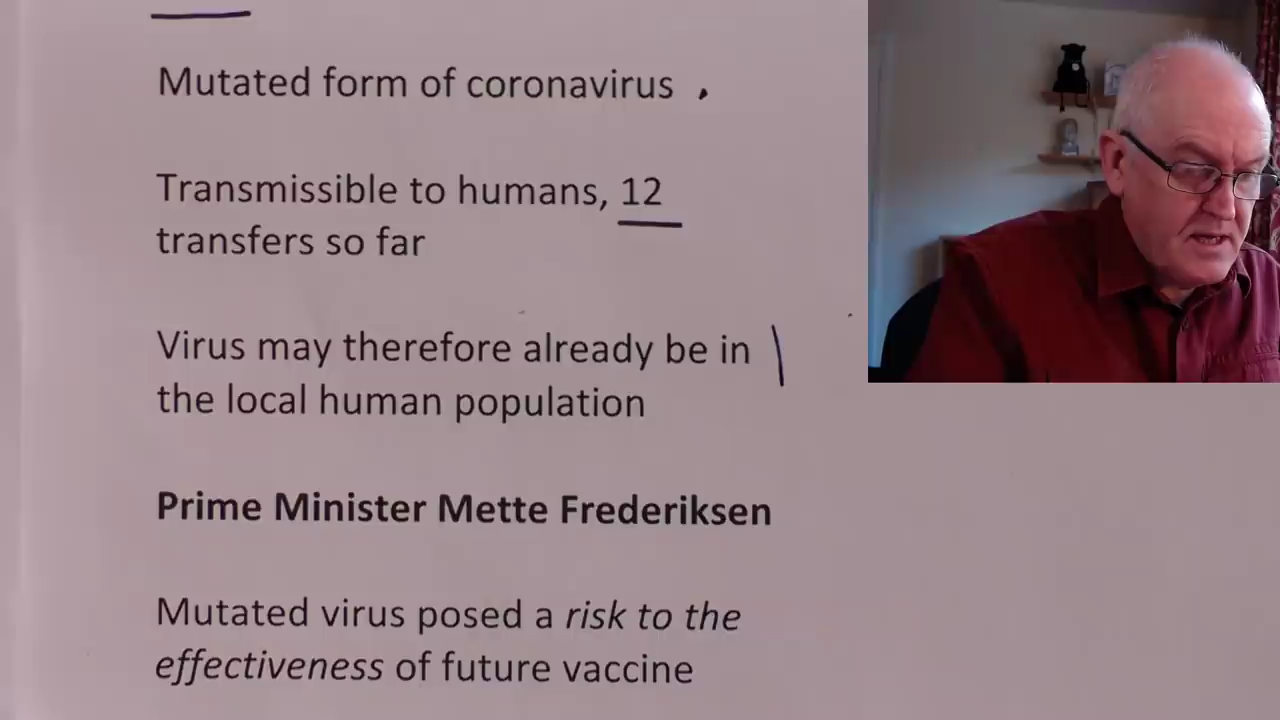 Mutated form of coronavirus
Transmissible to humans, 12
transfers so far
Virus may therefore already be in
the local human population
Prime Minister Mette Frederiksen
Mutated virus posed a risk to the
effectiveness of future vaccine